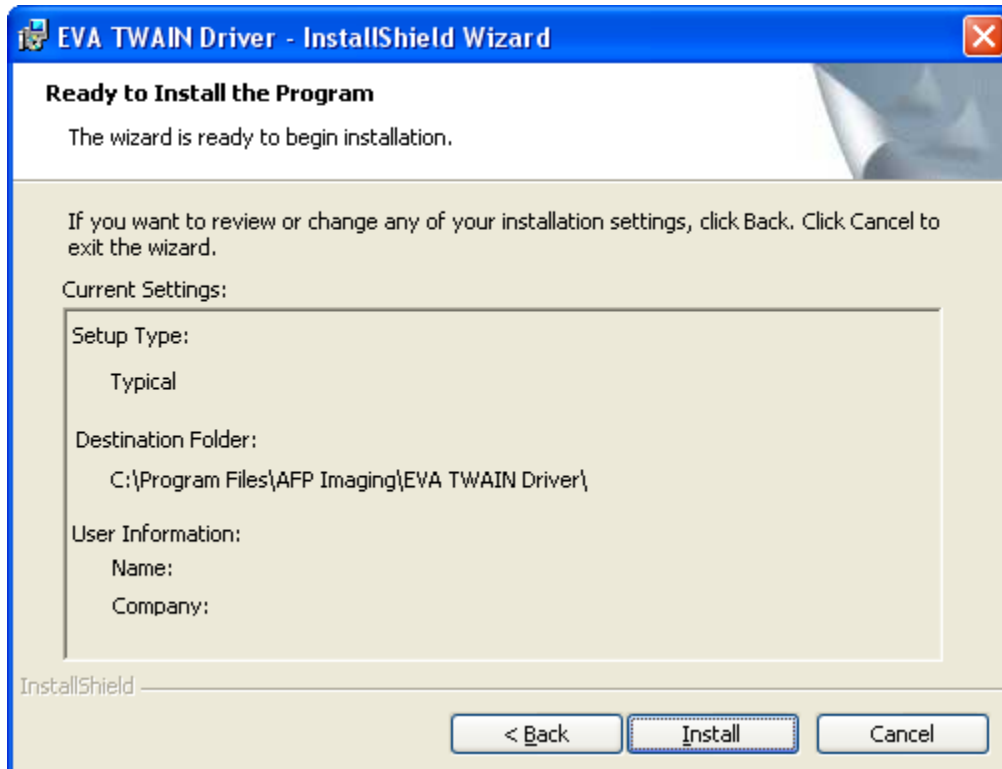 EVA TWAIN Driver - InstallShield Wizard
Ready to Install the Program
The wizard is ready to begin installation.
If you want to review or change any of your installation settings, click Back. Click Cancel to
exit the wizard.
Current Settings:
Setup Type:
Typical
Destination Folder:
C:\Program Files\AFP Imaging\EVA TWAIN Driver\
User Information:
Name:
Company:
InstallShield
< Back
Install
Cancel